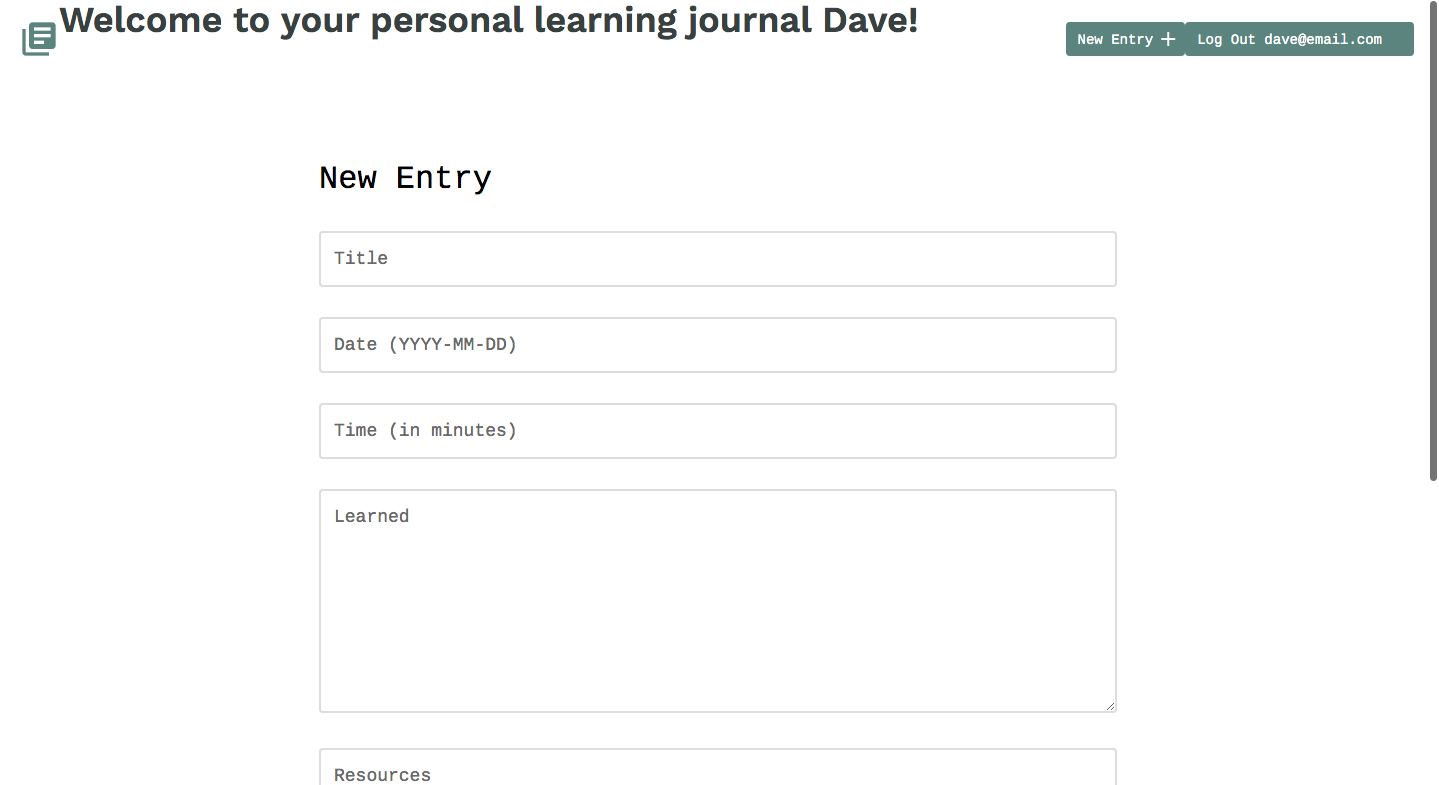 Welcome to your personal learning journal Dave!
New Entry
Log Out dave@email.com
New Entry
Title
Date (YYYY-MM-DD)
Time (in minutes)
Learned
Resources